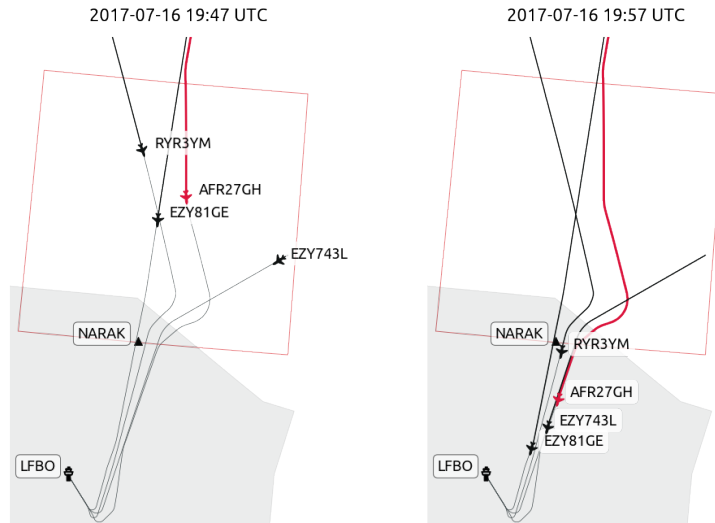 2017-07-16 19:47 UTC
RYR3YM
AFR27GH
EZY81GE
EZY743L
NARAK
LFBO
2017-07-16 19:57 UTC
NARAK
RYR3YM
AFR27GH
EZY743L
EZY81GE
LFBO